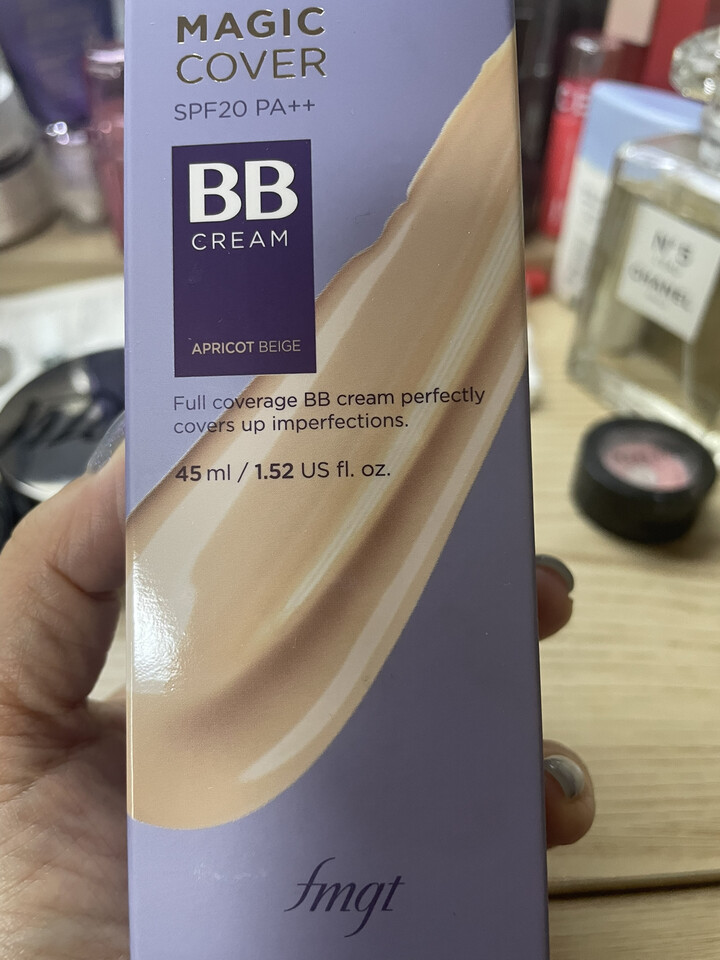 MAGIC
COVER
SPF20 PA++
BB
CREAM
APRICOT BEIGE
Full coverage BB cream perfectly
covers up imperfections.
45 ml / 1.52 US fl. oz.
fmgt
N°5
CHANEL